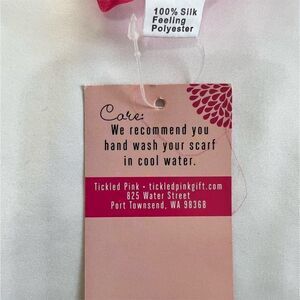 100% Silk
Feeling
Polyester
Care:
We recommend you
hand wash your scarf
in cool water.
Tickled Pink • tickledpinkgift.com
825 Water Street
Port Townsend, WA 98368